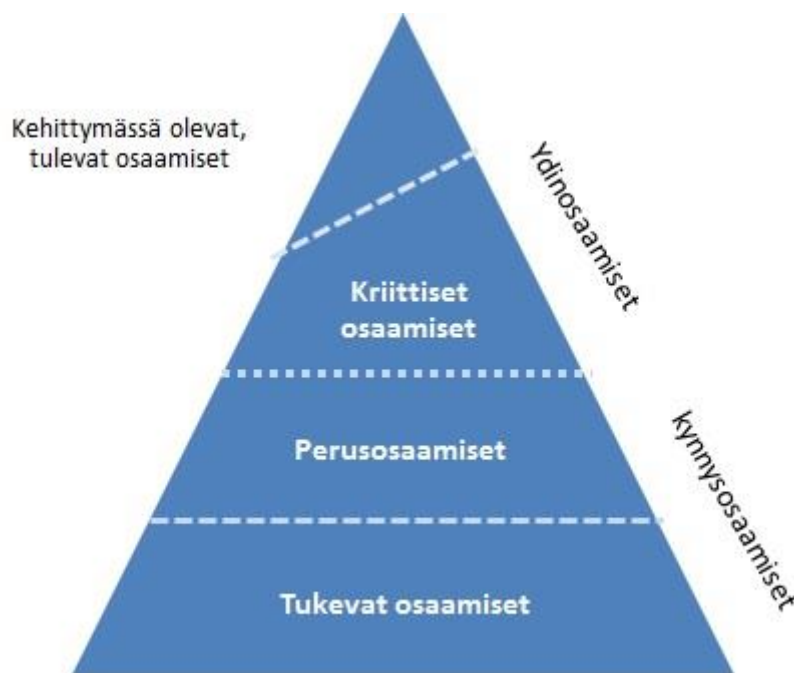 Kehittymässä olevat,
tulevat osaamiset
Ydinosaamiset
Kriittiset
osaamiset
Perusosaamiset
kynnysosaamiset
Tukevat osaamiset